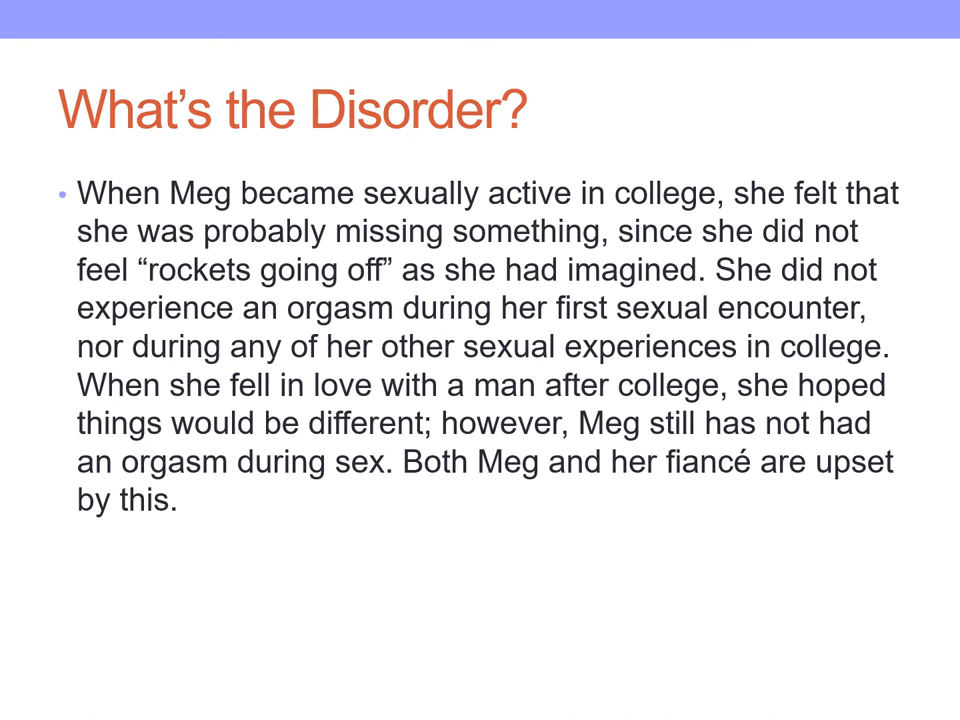 What’s the Disorder?
• When Meg became sexually active in college, she felt that
she was probably missing something, since she did not
feel “rockets going off” as she had imagined. She did not
experience an orgasm during her first sexual encounter,
nor during any of her other sexual experiences in college.
When she fell in love with a man after college, she hoped
things would be different; however, Meg still has not had
an orgasm during sex. Both Meg and her fiancé are upset
by this.